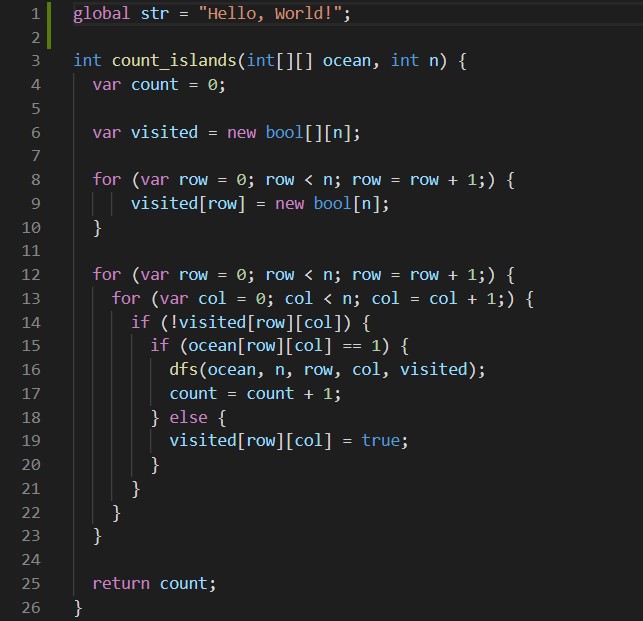 1 global str = "Hello, World!";
2
3 int count_islands(int[][] ocean, int n) {
4   var count = 0;
5
6   var visited = new bool[][n];
7
8   for (var row = 0; row < n; row = row + 1;) {
9       visited[row] = new bool[n];
10   }
11
12   for (var row = 0; row < n; row = row + 1;) {
13     for (var col = 0; col < n; col = col + 1;) {
14       if (!visited[row][col]) {
15         if (ocean[row][col] == 1) {
16           dfs(ocean, n, row, col, visited);
17           count = count + 1;
18         } else {
19           visited[row][col] = true;
20         }
21       }
22     }
23   }
24
25   return count;
26 }